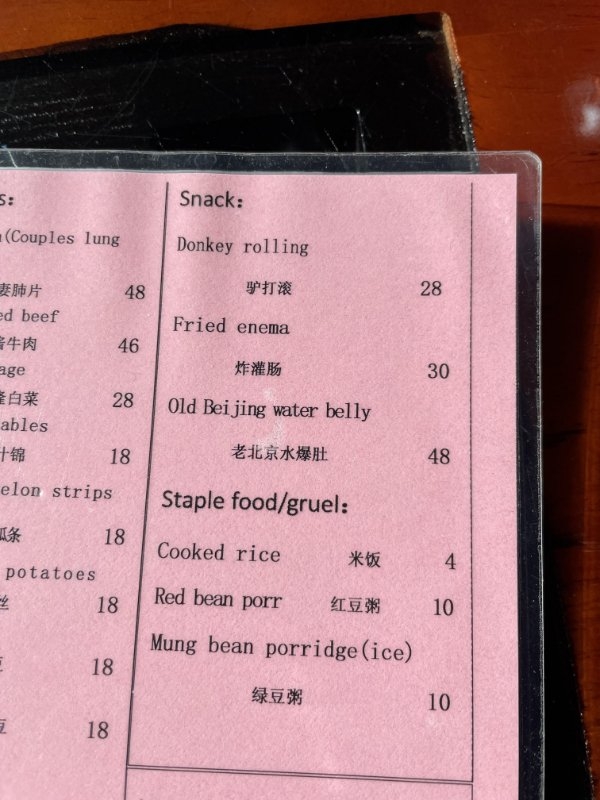 s:
(Couples lung
妻肺片 48
ed beef
酱牛肉 46
age
隆白菜 28
ables
什锦 18
elon strips
瓜条 18
potatoes
丝 18
豆 18
豆 18
Snack:
Donkey rolling
驴打滚 28
Fried enema
炸灌肠 30
Old Beijing water belly
老北京水爆肚 48
Staple food/gruel:
Cooked rice 米饭 4
Red bean porr 红豆粥 10
Mung bean porridge(ice)
绿豆粥 10